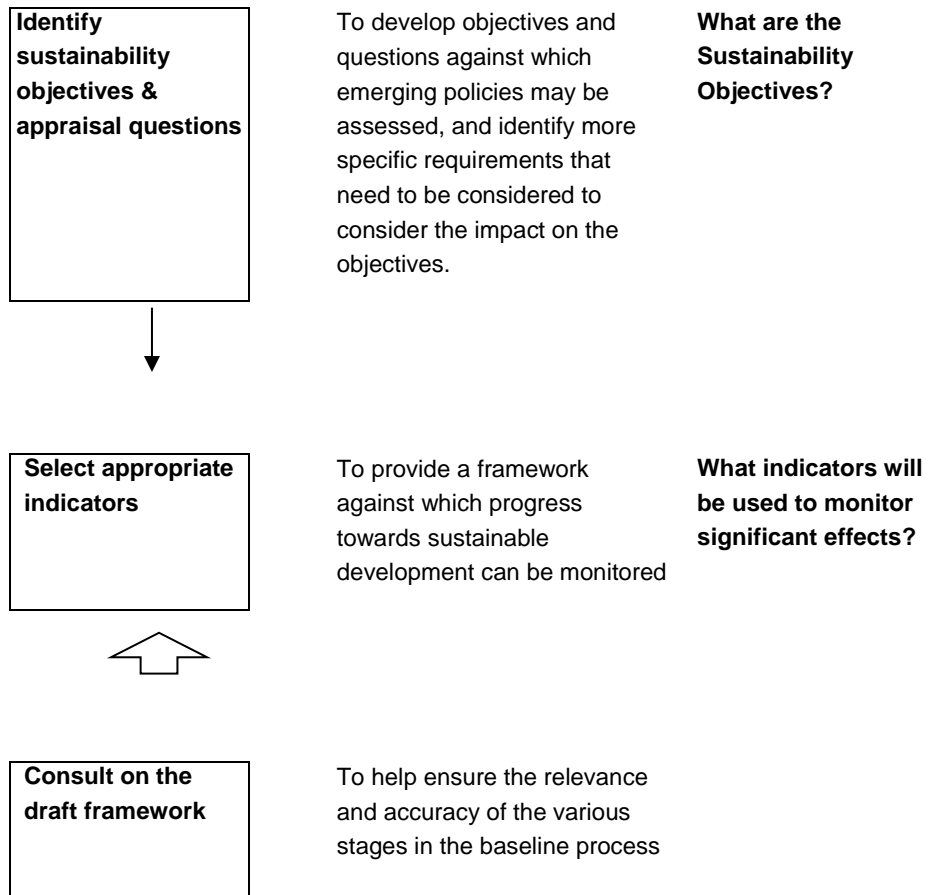 Identify
sustainability
objectives &
appraisal questions
To develop objectives and
questions against which
emerging policies may be
assessed, and identify more
specific requirements that
need to be considered to
consider the impact on the
objectives.
What are the
Sustainability
Objectives?
Select appropriate
indicators
To provide a framework
against which progress
towards sustainable
development can be monitored
What indicators will
be used to monitor
significant effects?
Consult on the
draft framework
To help ensure the relevance
and accuracy of the various
stages in the baseline process